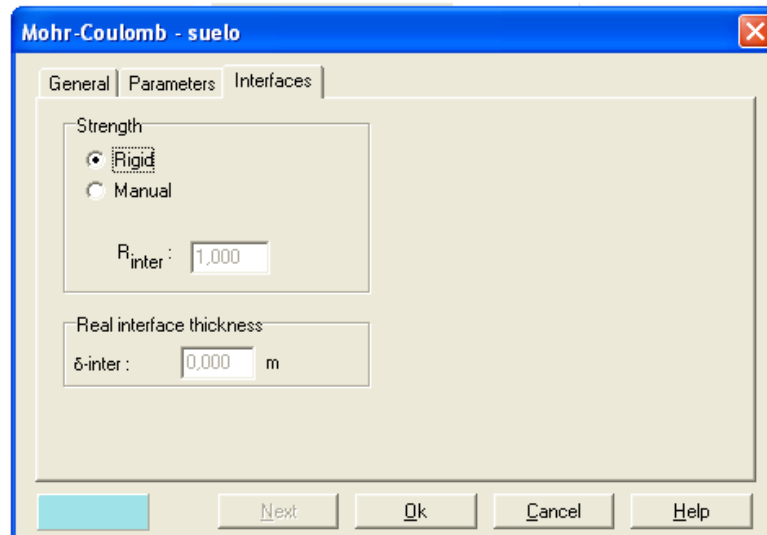 Mohr-Coulomb - suelo
General Parameters Interfaces
Strength
Rigid
Manual
Rinter : 1,000
Real interface thickness
δ-inter : 0,000 m
Next Ok Cancel Help